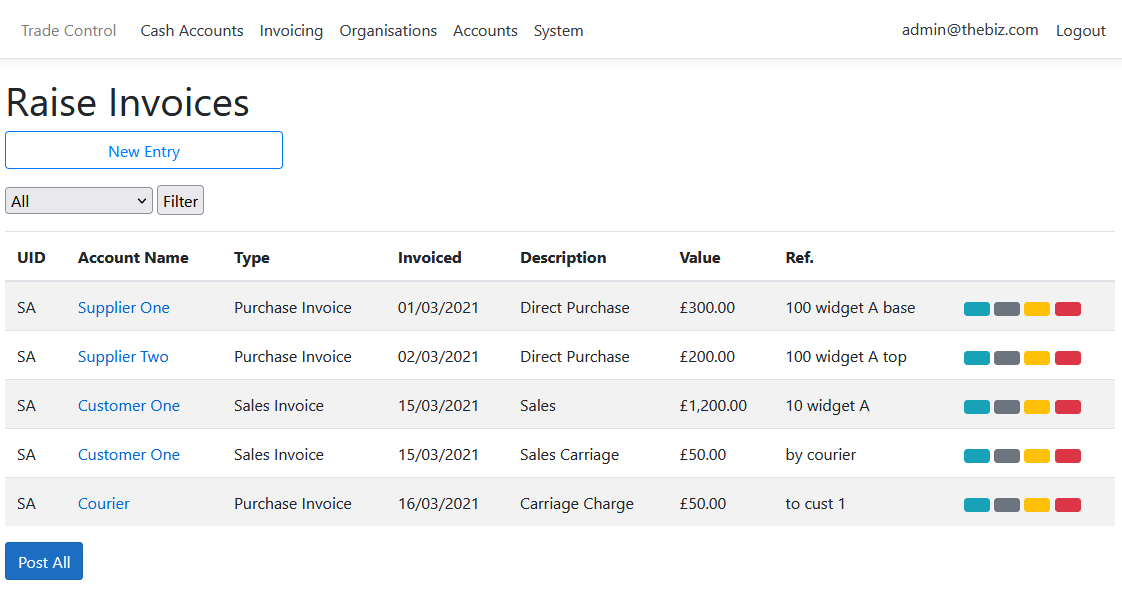 Trade Control Cash Accounts Invoicing Organisations Accounts System admin@thebiz.com Logout
Raise Invoices
New Entry
All Filter
UID Account Name Type Invoiced Description Value Ref.
SA Supplier One Purchase Invoice 01/03/2021 Direct Purchase £300.00 100 widget A base
SA Supplier Two Purchase Invoice 02/03/2021 Direct Purchase £200.00 100 widget A top
SA Customer One Sales Invoice 15/03/2021 Sales £1,200.00 10 widget A
SA Customer One Sales Invoice 15/03/2021 Sales Carriage £50.00 by courier
SA Courier Purchase Invoice 16/03/2021 Carriage Charge £50.00 to cust 1
Post All